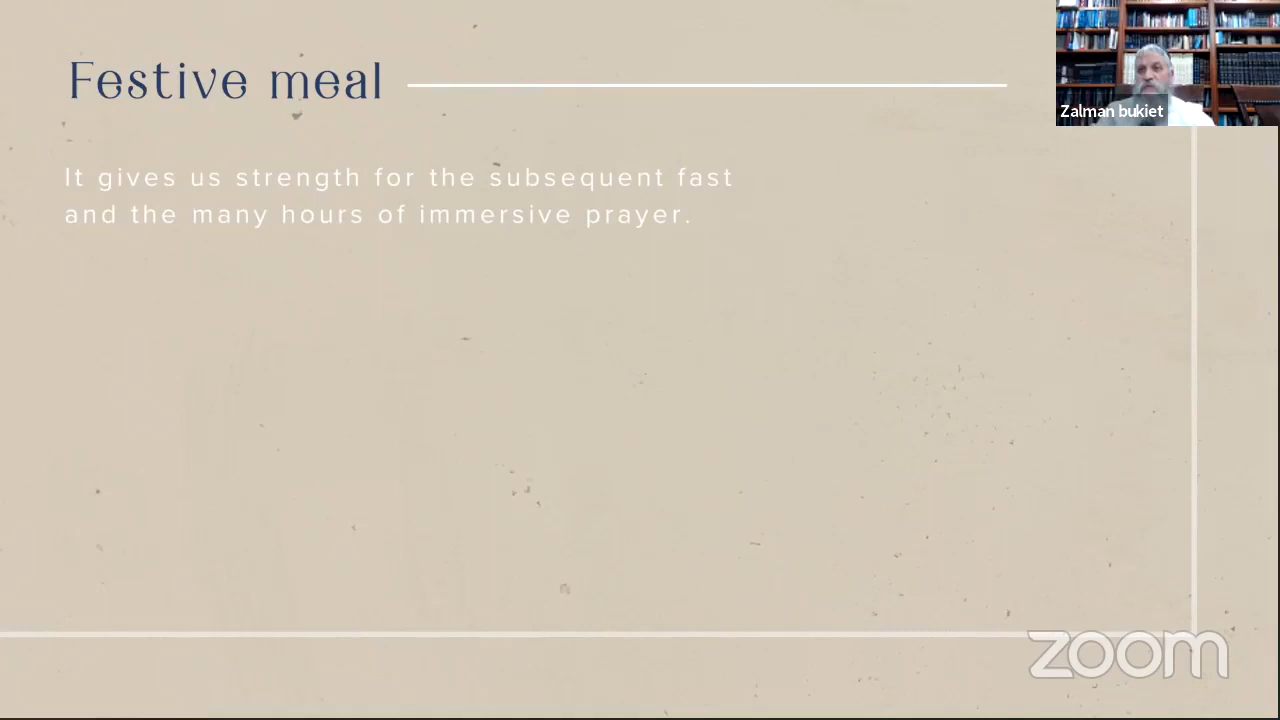 Festive meal
Zalman bukiet
It gives us strength for the subsequent fast
and the many hours of immersive prayer.
zoom